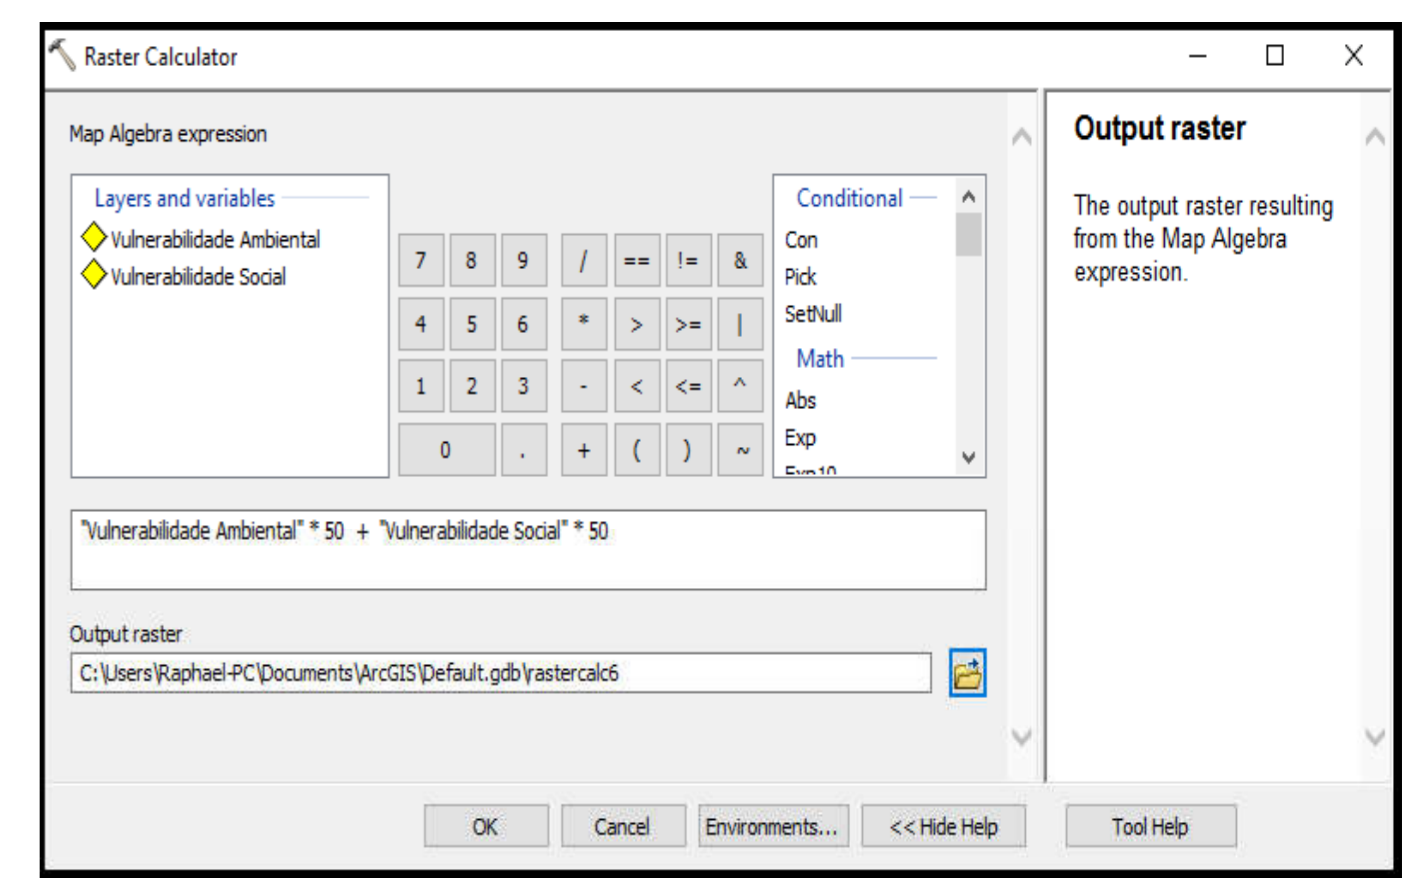 Raster Calculator
Map Algebra expression
Layers and variables
Vulnerabilidade Ambiental
Vulnerabilidade Social
7 8 9 / == != &
4 5 6 * > >= |
1 2 3 - < <= ^
0 . + ( ) ~
Conditional
Con
Pick
SetNull
Math
Abs
Exp
Exp10
"Vulnerabilidade Ambiental" * 50 + "Vulnerabilidade Social" * 50
Output raster
C:\Users\Raphael-PC\Documents\ArcGIS\Default.gdb\rastercalc6
OK Cancel Environments... << Hide Help Tool Help
Output raster
The output raster resulting
from the Map Algebra
expression.